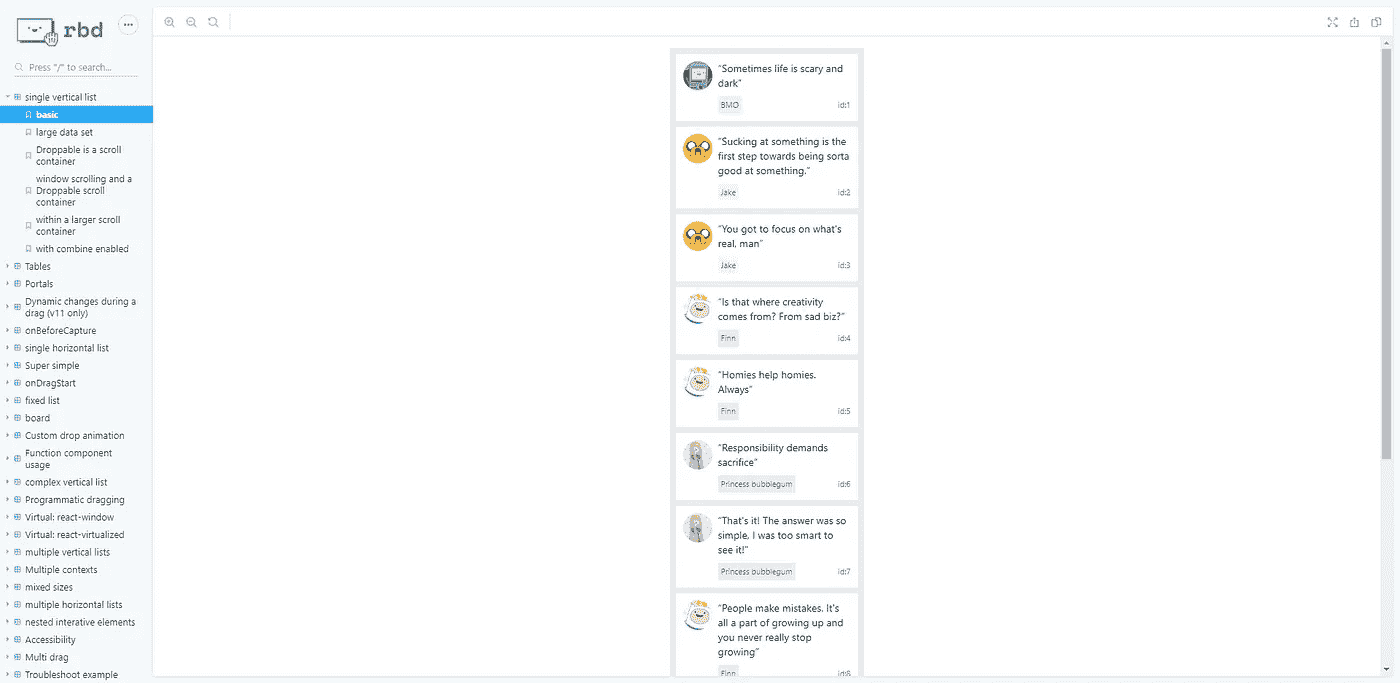 rbd
Press "/" to search...
single vertical list
basic
large data set
Droppable is a scroll
container
window scrolling and a
Droppable scroll
container
within a larger scroll
container
with combine enabled
Tables
Portals
Dynamic changes during a
drag (v11 only)
onBeforeCapture
single horizontal list
Super simple
onDragStart
fixed list
board
Custom drop animation
Function component
usage
complex vertical list
Programmatic dragging
Virtual: react-window
Virtual: react-virtualized
multiple vertical lists
Multiple contexts
mixed sizes
multiple horizontal lists
nested interative elements
Accessibility
Multi drag
Troubleshoot example
“Sometimes life is scary and
dark”
BMO id:1
“Sucking at something is the
first step towards being sorta
good at something.”
Jake id:2
“You got to focus on what's
real, man”
Jake id:3
“Is that where creativity
comes from? From sad biz?”
Finn id:4
“Homies help homies.
Always”
Finn id:5
“Responsibility demands
sacrifice”
Princess bubblegum id:6
“That's it! The answer was so
simple, I was too smart to
see it!”
Princess bubblegum id:7
“People make mistakes. It's
all a part of growing up and
you never really stop
growing”
Finn id:8